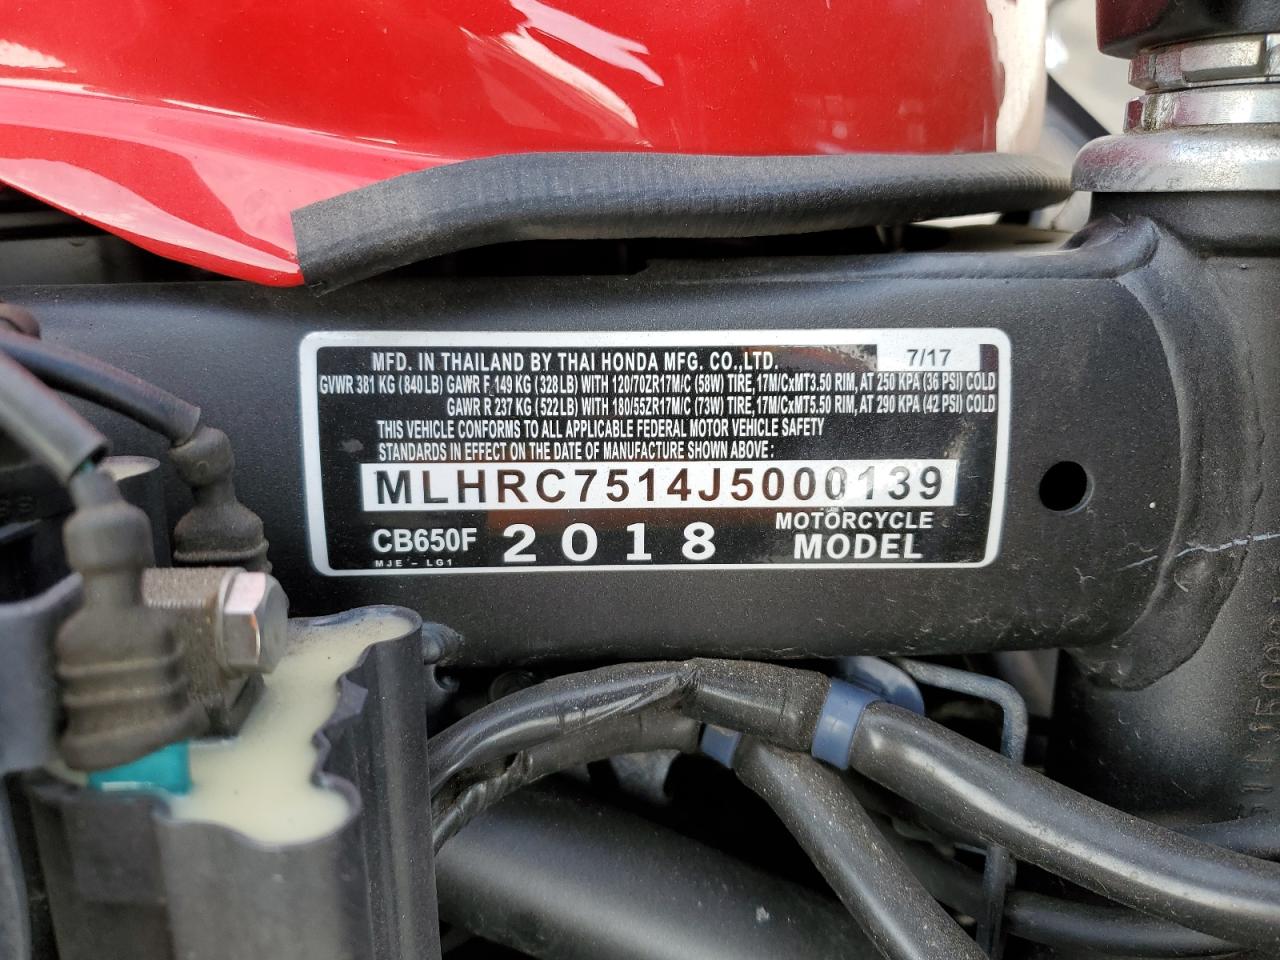 MFD. IN THAILAND BY THAI HONDA MFG. CO.,LTD. 7/17
GVWR 381 KG (840 LB) GAWR F 149 KG (328 LB) WITH 120/70ZR17M/C (58W) TIRE, 17M/CxMT3.50 RIM, AT 250 KPA (36 PSI) COLD
GAWR R 237 KG (522 LB) WITH 180/55ZR17M/C (73W) TIRE, 17M/CxMT5.50 RIM, AT 290 KPA (42 PSI) COLD
THIS VEHICLE CONFORMS TO ALL APPLICABLE FEDERAL MOTOR VEHICLE SAFETY
STANDARDS IN EFFECT ON THE DATE OF MANUFACTURE SHOWN ABOVE :
MLHRC7514J5000139
CB650F 2018 MOTORCYCLE
MJE - LG1 MODEL